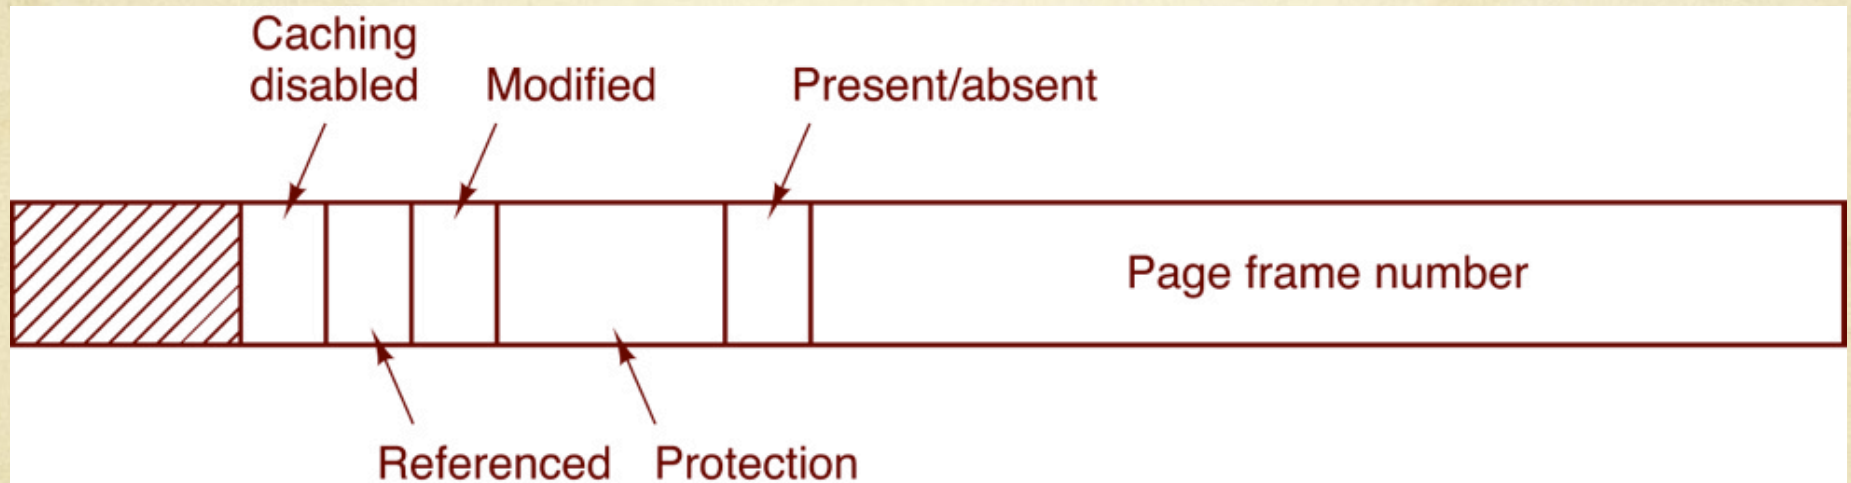 Caching
disabled
Modified
Present/absent
Page frame number
Referenced
Protection